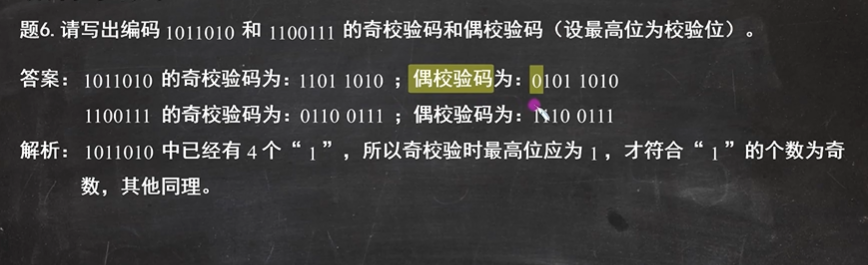 题6. 请写出编码 1011010 和 1100111 的奇校验码和偶校验码（设最高位为校验位）。
答案： 1011010 的奇校验码为：1101 1010 ；偶校验码为：0101 1010
1100111 的奇校验码为：0110 0111 ；偶校验码为：1110 0111
解析： 1011010 中已经有 4 个“ 1 ”，所以奇校验时最高位应为 1 ，才符合“ 1 ”的个数为奇
数，其他同理。